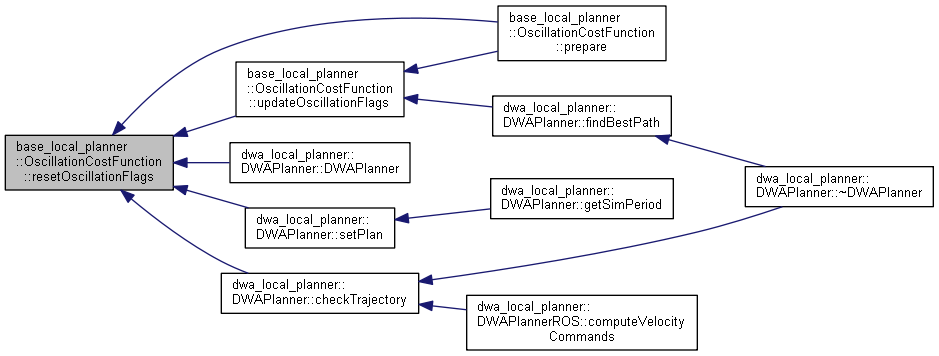 base_local_planner
::OscillationCostFunction
::prepare
base_local_planner
::OscillationCostFunction
::updateOscillationFlags
dwa_local_planner::
DWAPlanner::findBestPath
base_local_planner
::OscillationCostFunction
::resetOscillationFlags
dwa_local_planner::
DWAPlanner::DWAPlanner
dwa_local_planner::
DWAPlanner::~DWAPlanner
dwa_local_planner::
DWAPlanner::getSimPeriod
dwa_local_planner::
DWAPlanner::setPlan
dwa_local_planner::
DWAPlanner::checkTrajectory
dwa_local_planner::
DWAPlannerROS::computeVelocity
Commands